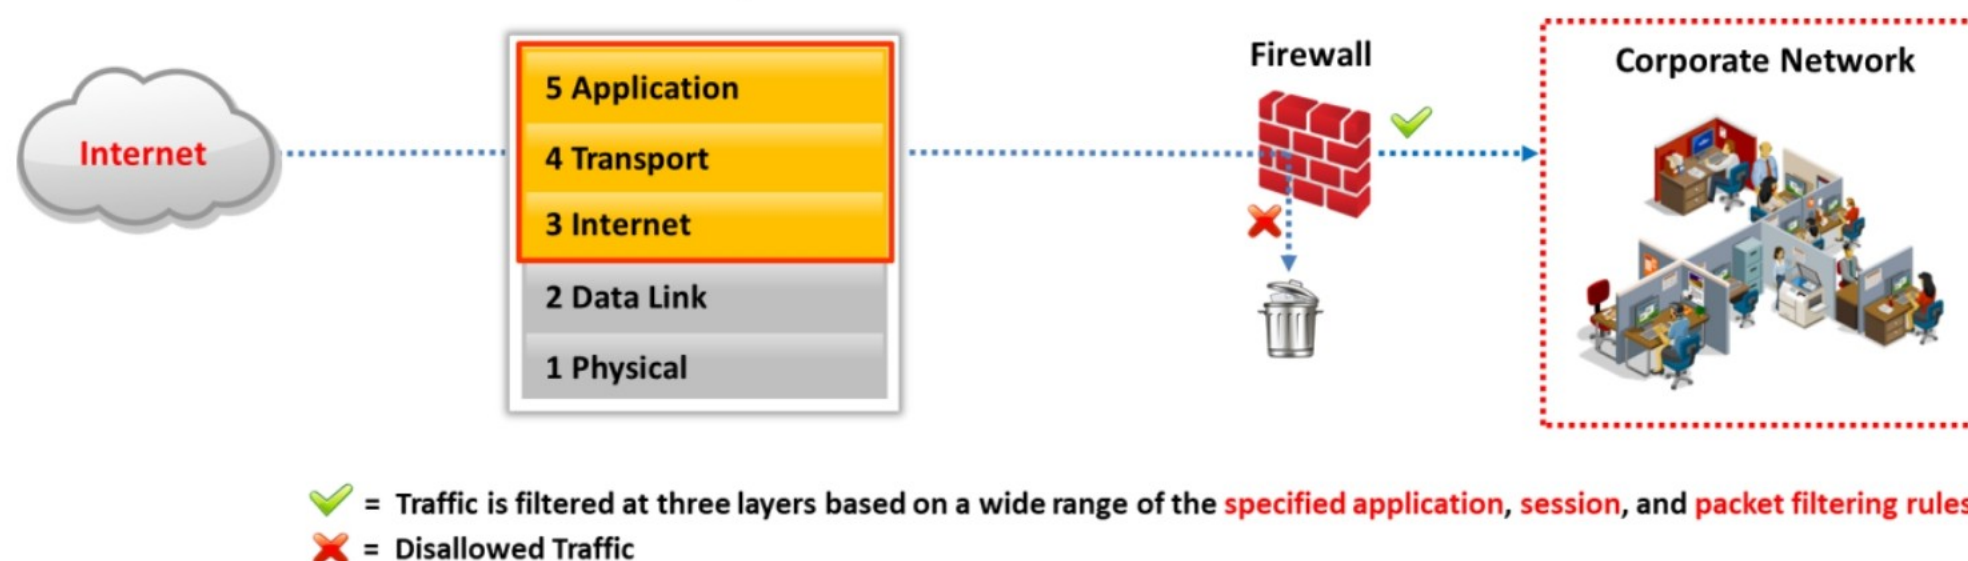 Internet
5 Application
4 Transport
3 Internet
2 Data Link
1 Physical
Firewall
Corporate Network
= Traffic is filtered at three layers based on a wide range of the specified application, session, and packet filtering rules
= Disallowed Traffic